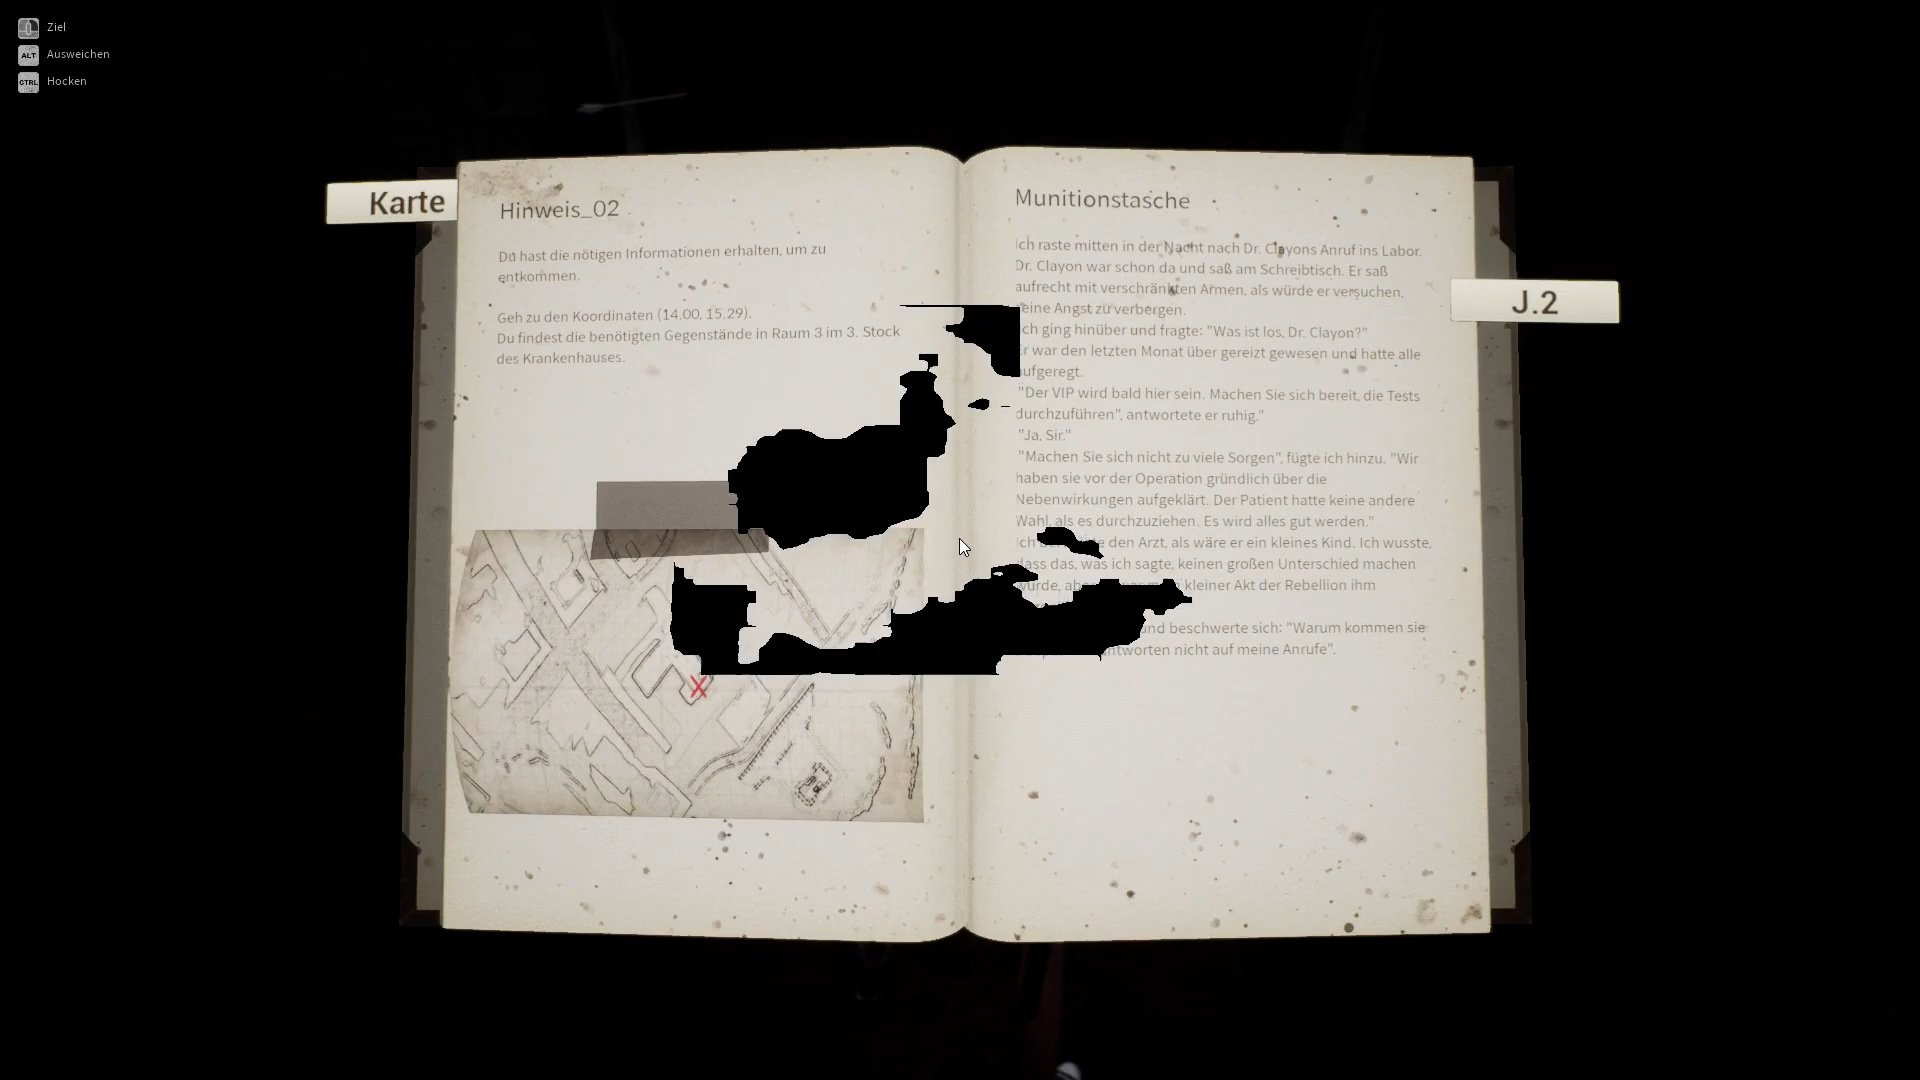 Ziel
ALT Ausweichen
CTRL Hocken
Karte
Hinweis_02
Du hast die nötigen Informationen erhalten, um zu
entkommen.
Geh zu den Koordinaten (14.00, 15.29).
Du findest die benötigten Gegenstände in Raum 3 im 3. Stock
des Krankenhauses.
Munitionstasche
Ich raste mitten in der Nacht nach Dr. Clayons Anruf ins Labor.
Dr. Clayon war schon da und saß am Schreibtisch. Er saß
aufrecht mit verschränkten Armen, als würde er versuchen,
eine Angst zu verbergen.
Ich ging hinüber und fragte: "Was ist los, Dr. Clayon?"
Er war den letzten Monat über gereizt gewesen und hatte alle
aufgeregt.
"Der VIP wird bald hier sein. Machen Sie sich bereit, die Tests
durchzuführen", antwortete er ruhig."
"Ja, Sir."
"Machen Sie sich nicht zu viele Sorgen", fügte ich hinzu. "Wir
haben sie vor der Operation gründlich über die
Nebenwirkungen aufgeklärt. Der Patient hatte keine andere
Wahl, als es durchzuziehen. Es wird alles gut werden."
Ich den Arzt, als wäre er ein kleines Kind. Ich wusste,
dass das, was ich sagte, keinen großen Unterschied machen
würde, kleiner Akt der Rebellion ihm
und beschwerte sich: "Warum kommen sie
nicht auf meine Anrufe".
J.2